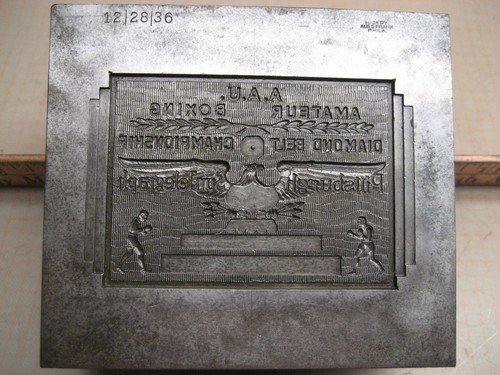 12/28/36
A.A.U.
AMATEUR BOXING
DIAMOND BELT CHAMPIONSHIP
Pittsburgh Sun-Telegraph